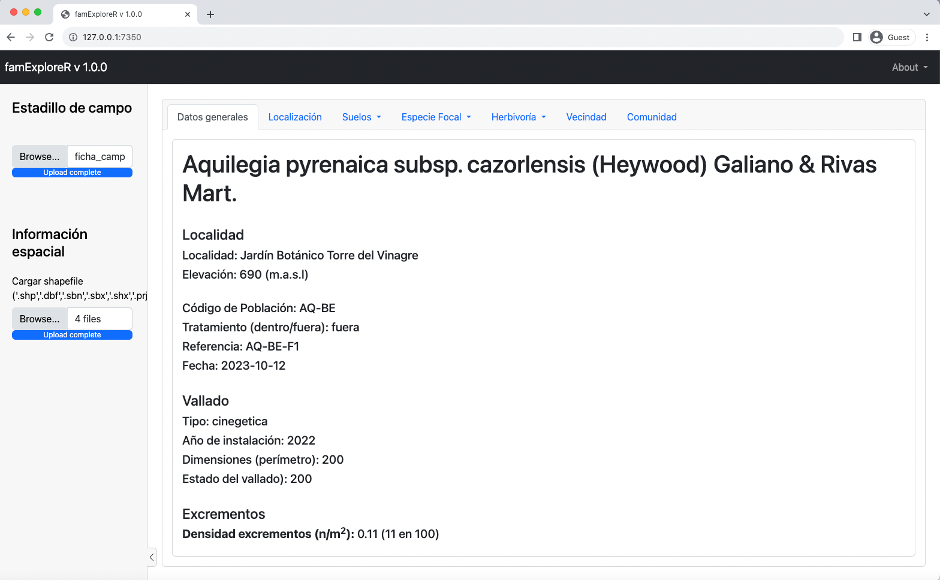 famExploreR v 1.0.0
127.0.0.1:7350
Guest
famExploreR v 1.0.0
About
Estadillo de campo
Browse... ficha_camp
Upload complete
Información
espacial
Cargar shapefile
('.shp','.dbf','.sbn','.sbx','.shx','.prj
Browse... 4 files
Upload complete
Datos generales Localización Suelos Especie Focal Herbivoría Vecindad Comunidad
Aquilegia pyrenaica subsp. cazorlensis (Heywood) Galiano & Rivas
Mart.
Localidad
Localidad: Jardín Botánico Torre del Vinagre
Elevación: 690 (m.a.s.l)
Código de Población: AQ-BE
Tratamiento (dentro/fuera): fuera
Referencia: AQ-BE-F1
Fecha: 2023-10-12
Vallado
Tipo: cinegetica
Año de instalación: 2022
Dimensiones (perímetro): 200
Estado del vallado): 200
Excrementos
Densidad excrementos (n/m²): 0.11 (11 en 100)